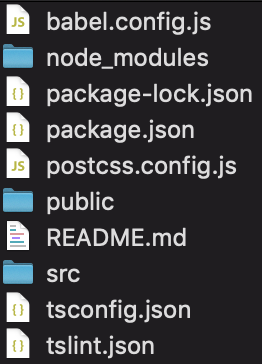 babel.config.js
node_modules
package-lock.json
package.json
postcss.config.js
public
README.md
src
tsconfig.json
tslint.json